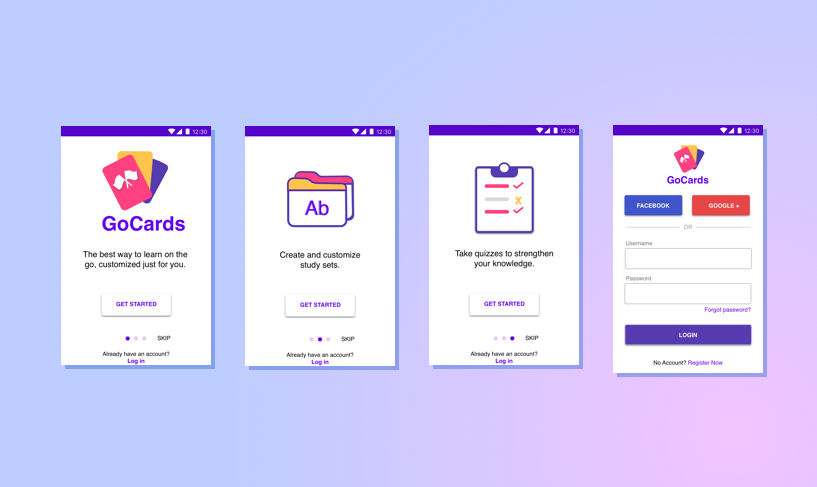 12:30
GoCards
The best way to learn on the
go, customized just for you.
GET STARTED
SKIP
Already have an account?
Log in
12:30
Ab
Create and customize
study sets.
GET STARTED
SKIP
Already have an account?
Log in
12:30
Take quizzes to strengthen
your knowledge.
GET STARTED
SKIP
Already have an account?
Log in
12:30
GoCards
FACEBOOK
GOOGLE +
OR
Username
Password
Forgot password?
LOGIN
No Account? Register Now